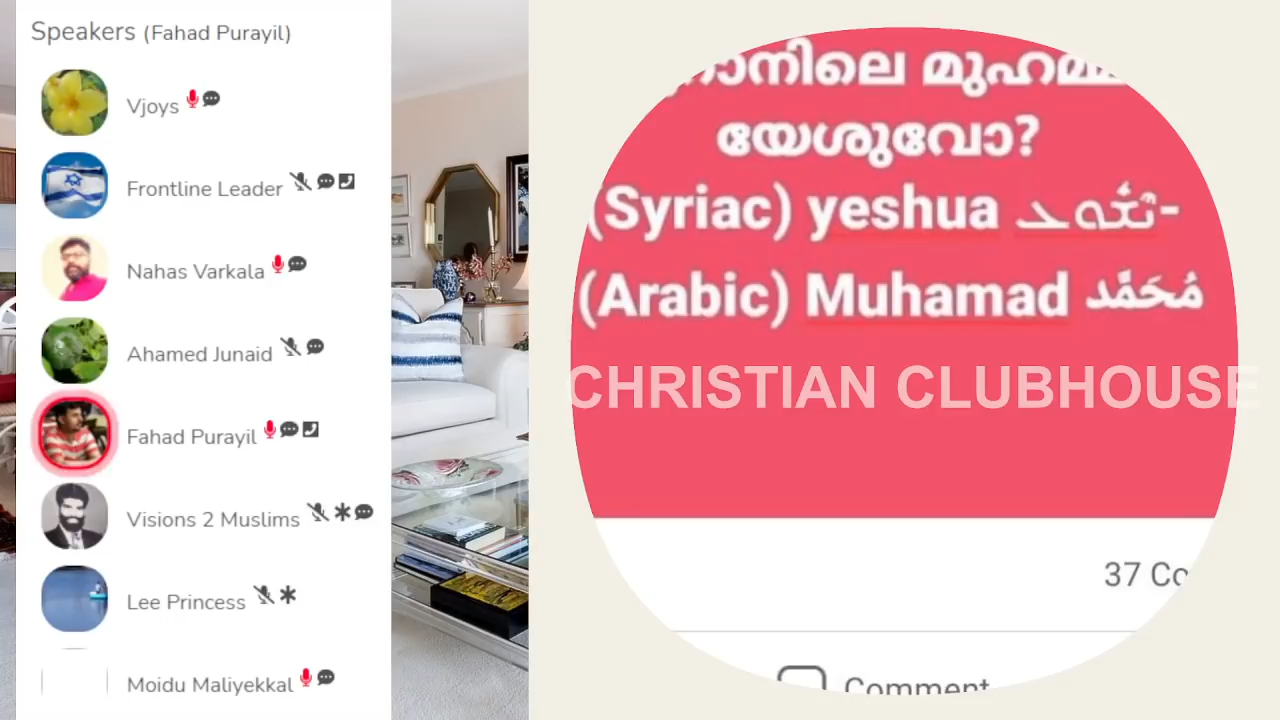 Speakers (Fahad Purayil)
Vjoys
Frontline Leader
Nahas Varkala
Ahamed Junaid
Fahad Purayil
Visions 2 Muslims
Lee Princess
Moidu Maliyekkal
യേശുവോ?
(Syriac) yeshua
(Arabic) Muhamad مُحَمَّد
CHRISTIAN CLUBHOUSE
37
Comment